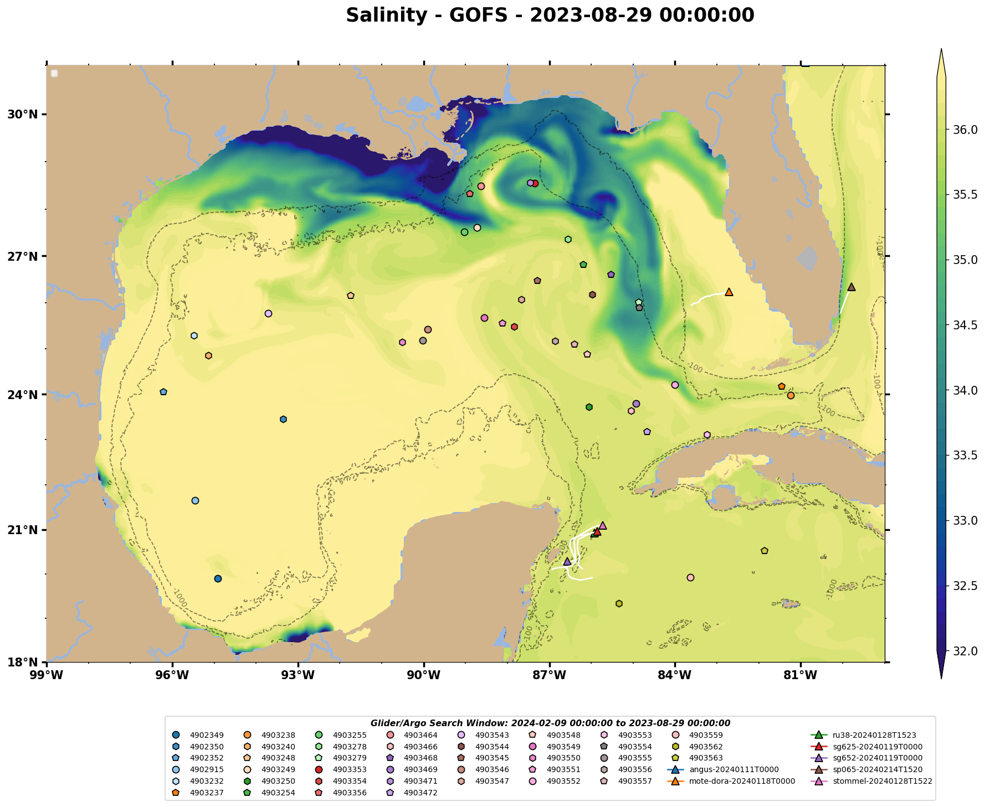 Salinity - GOFS - 2023-08-29 00:00:00
30°N
27°N
24°N
21°N
18°N
99°W 96°W 93°W 90°W 87°W 84°W 81°W
36.0
35.5
35.0
34.5
34.0
33.5
33.0
32.5
32.0
-100
-100
-100
-100
-100
-1000
-1000
Glider/Argo Search Window: 2024-02-09 00:00:00 to 2023-08-29 00:00:00
4902349 4903238 4903255 4903464 4903543 4903548 4903553 4903559 ru38-20240128T1523
4902350 4903240 4903278 4903466 4903544 4903549 4903554 4903562 sg625-20240119T0000
4902352 4903248 4903279 4903468 4903545 4903550 4903555 4903563 sg652-20240119T0000
4902915 4903249 4903353 4903469 4903546 4903551 4903556 angus-20240111T0000 sp065-20240214T1520
4903232 4903250 4903354 4903471 4903547 4903552 4903557 mote-dora-20240118T0000 stommel-20240128T1522
4903237 4903254 4903356 4903472